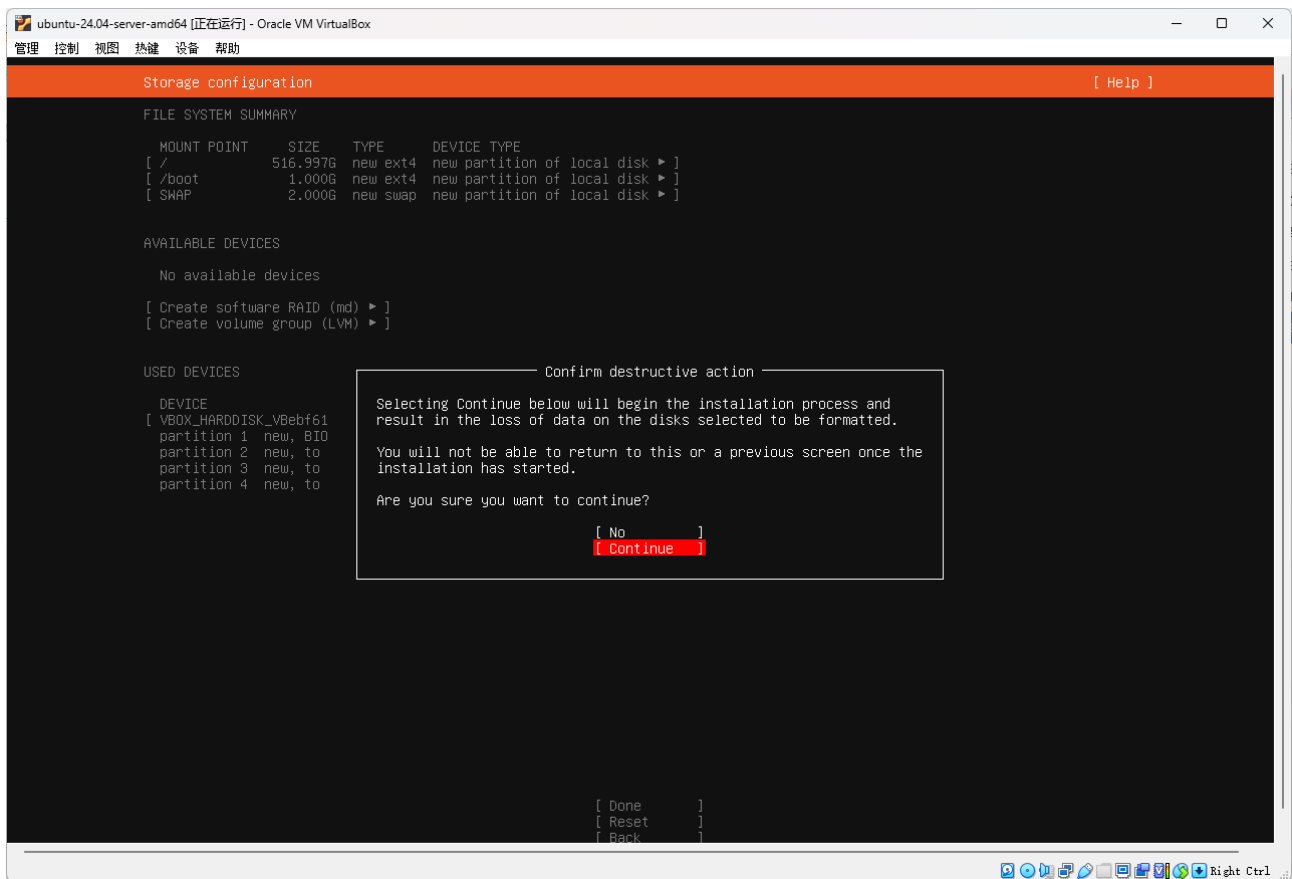 ubuntu-24.04-server-amd64 [正在运行] - Oracle VM VirtualBox
管理 控制 视图 热键 设备 帮助
Storage configuration [ Help ]
FILE SYSTEM SUMMARY
MOUNT POINT SIZE TYPE DEVICE TYPE
[ / 516.997G new ext4 new partition of local disk ▸ ]
[ /boot 1.000G new ext4 new partition of local disk ▸ ]
[ SWAP 2.000G new swap new partition of local disk ▸ ]
AVAILABLE DEVICES
No available devices
[ Create software RAID (md) ▸ ]
[ Create volume group (LVM) ▸ ]
USED DEVICES
DEVICE
[ VBOX_HARDDISK_VBebf61
partition 1 new, BIO
partition 2 new, to
partition 3 new, to
partition 4 new, to
Confirm destructive action
Selecting Continue below will begin the installation process and
result in the loss of data on the disks selected to be formatted.
You will not be able to return to this or a previous screen once the
installation has started.
Are you sure you want to continue?
[ No ]
[ Continue ]
[ Done ]
[ Reset ]
[ Back ]
Right Ctrl